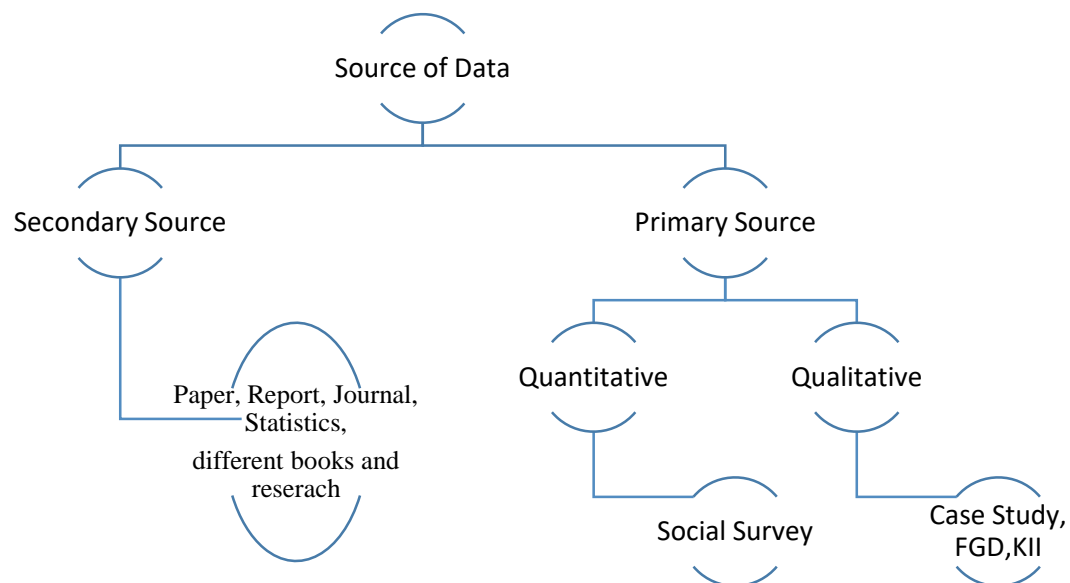 Source of Data
Secondary Source
Primary Source
Paper, Report, Journal,
Statistics,
different books and
reserach
Quantitative
Qualitative
Social Survey
Case Study,
FGD,KII